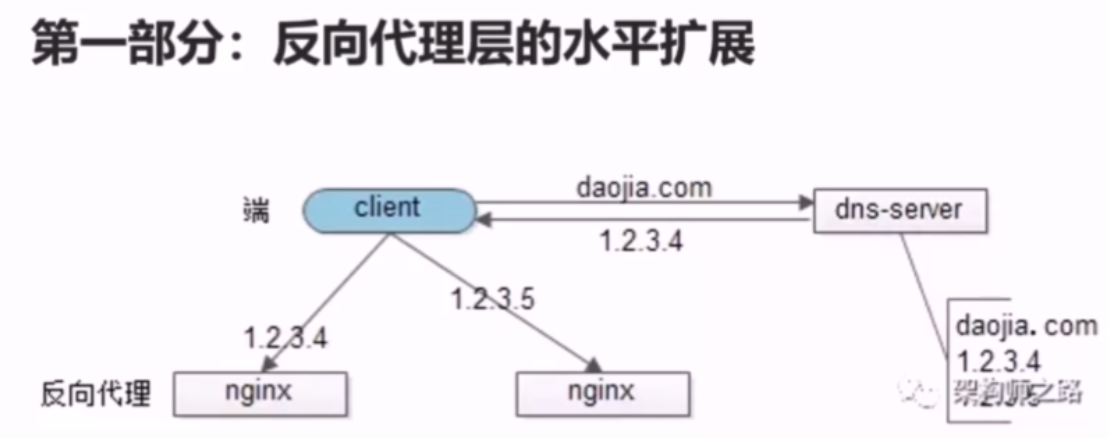 第一部分：反向代理层的水平扩展
daojia.com
端
client
dns-server
1.2.3.4
1.2.3.5
1.2.3.4
daojia.com
1.2.3.4
反向代理
nginx
nginx
架构师之路